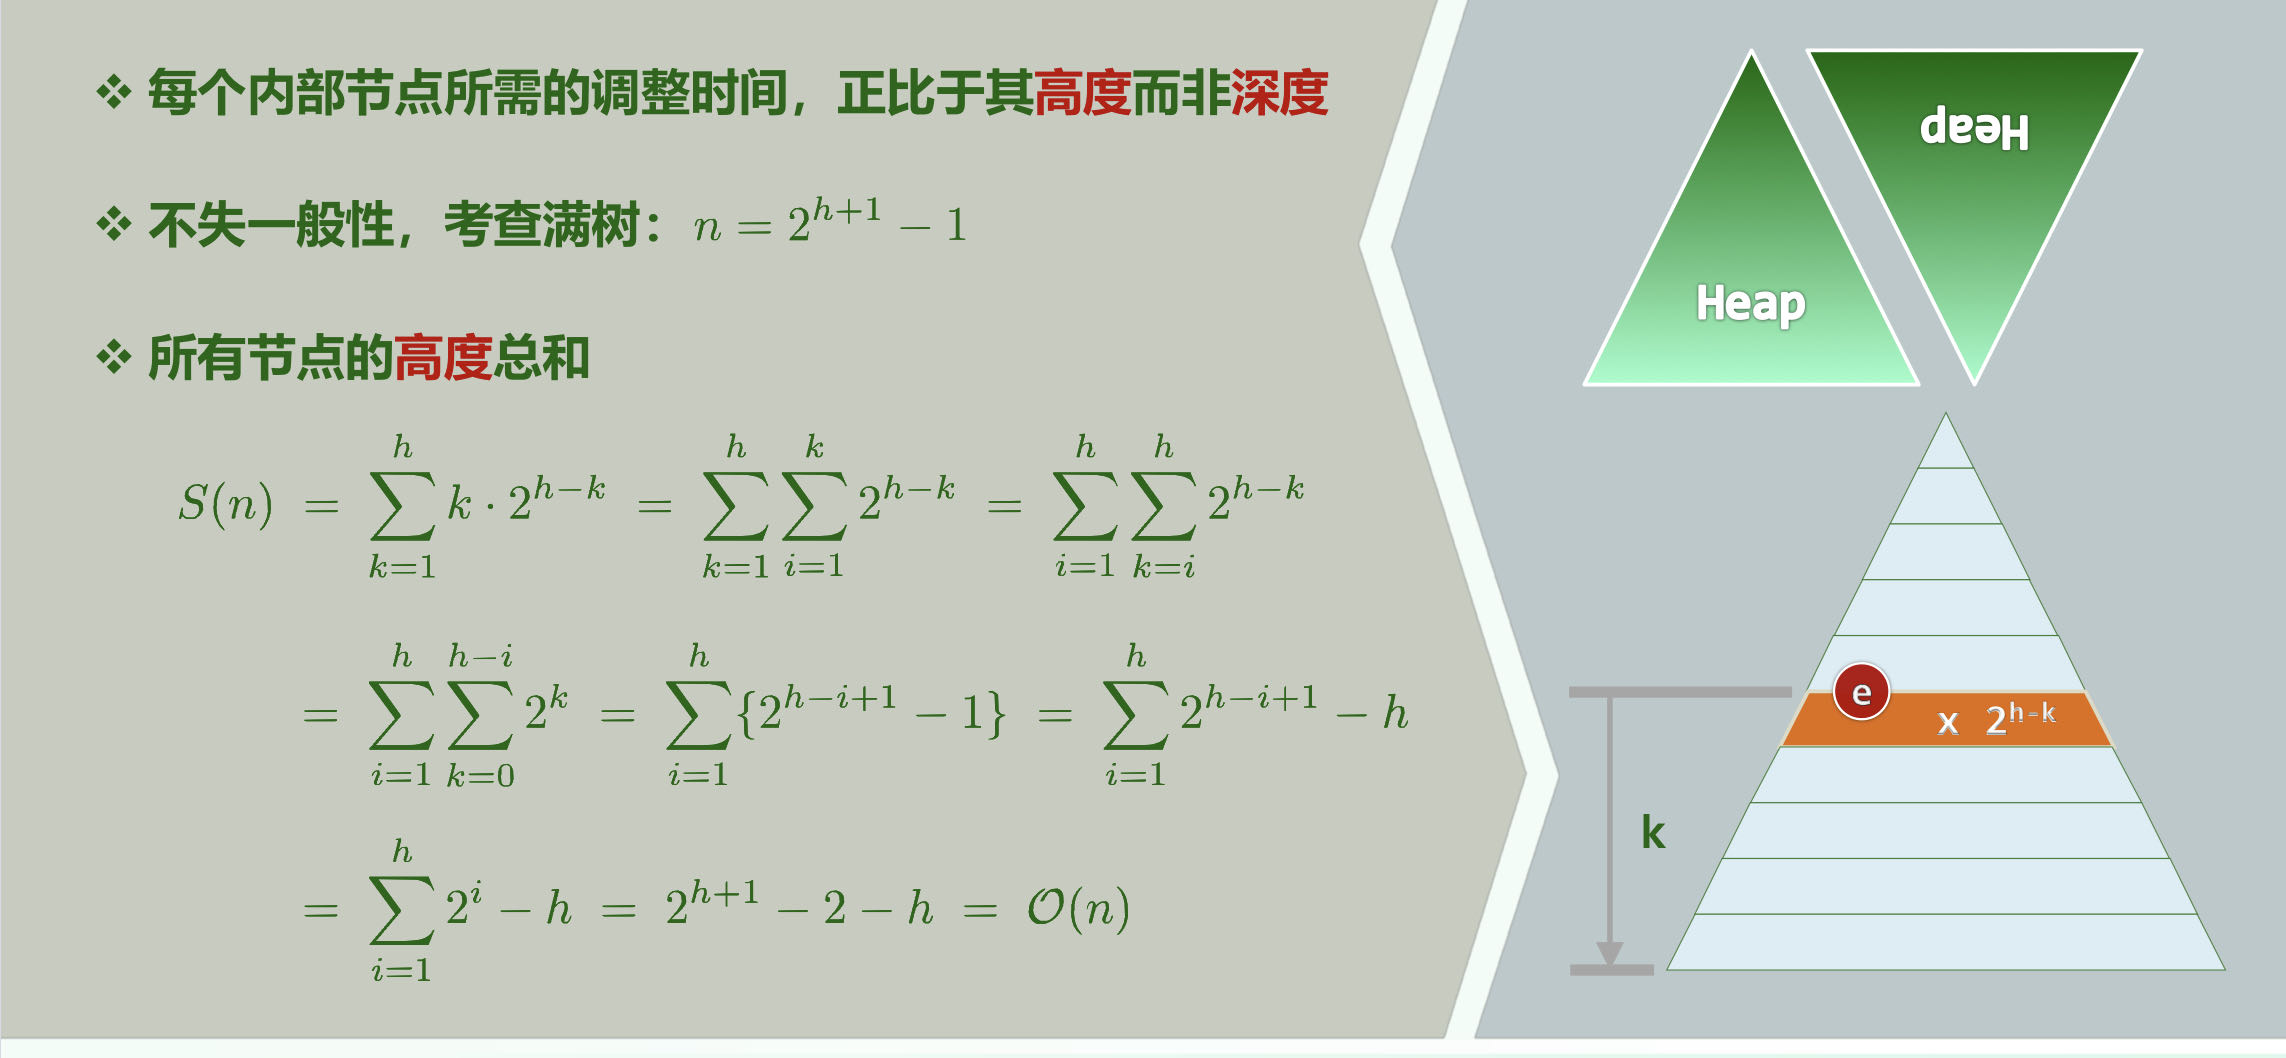 ❖ 每个内部节点所需的调整时间，正比于其高度而非深度
❖ 不失一般性，考查满树：$n = 2^{h+1} - 1$
❖ 所有节点的高度总和
$S(n) = \sum_{k=1}^{h} k \cdot 2^{h-k} = \sum_{k=1}^{h} \sum_{i=1}^{k} 2^{h-k} = \sum_{i=1}^{h} \sum_{k=i}^{h} 2^{h-k}$
$= \sum_{i=1}^{h} \sum_{k=0}^{h-i} 2^{k} = \sum_{i=1}^{h} \{2^{h-i+1} - 1\} = \sum_{i=1}^{h} 2^{h-i+1} - h$
$= \sum_{i=1}^{h} 2^{i} - h = 2^{h+1} - 2 - h = \mathcal{O}(n)$
Heap
Heap
e
x $2^{h-k}$
k